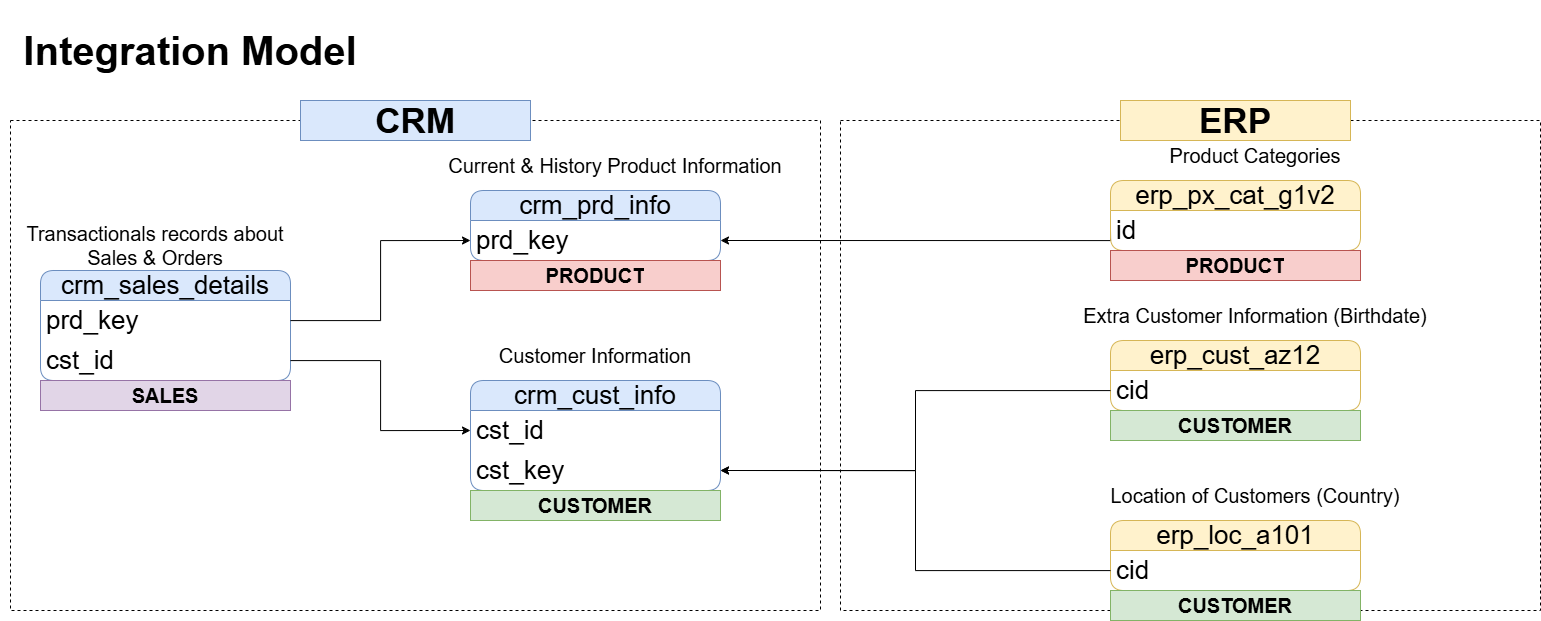 Integration Model
CRM
Current & History Product Information
crm_prd_info
prd_key
PRODUCT
Transactionals records about
Sales & Orders
crm_sales_details
prd_key
cst_id
SALES
Customer Information
crm_cust_info
cst_id
cst_key
CUSTOMER
ERP
Product Categories
erp_px_cat_g1v2
id
PRODUCT
Extra Customer Information (Birthdate)
erp_cust_az12
cid
CUSTOMER
Location of Customers (Country)
erp_loc_a101
cid
CUSTOMER